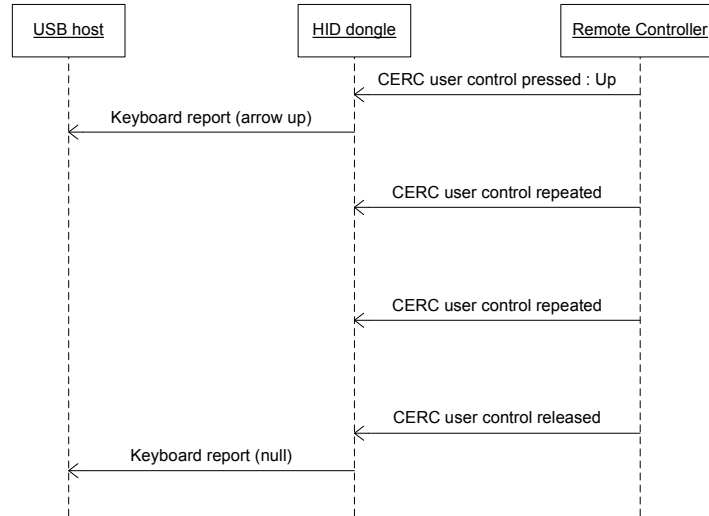 USB host
HID dongle
Remote Controller
CERC user control pressed : Up
Keyboard report (arrow up)
CERC user control repeated
CERC user control repeated
CERC user control released
Keyboard report (null)